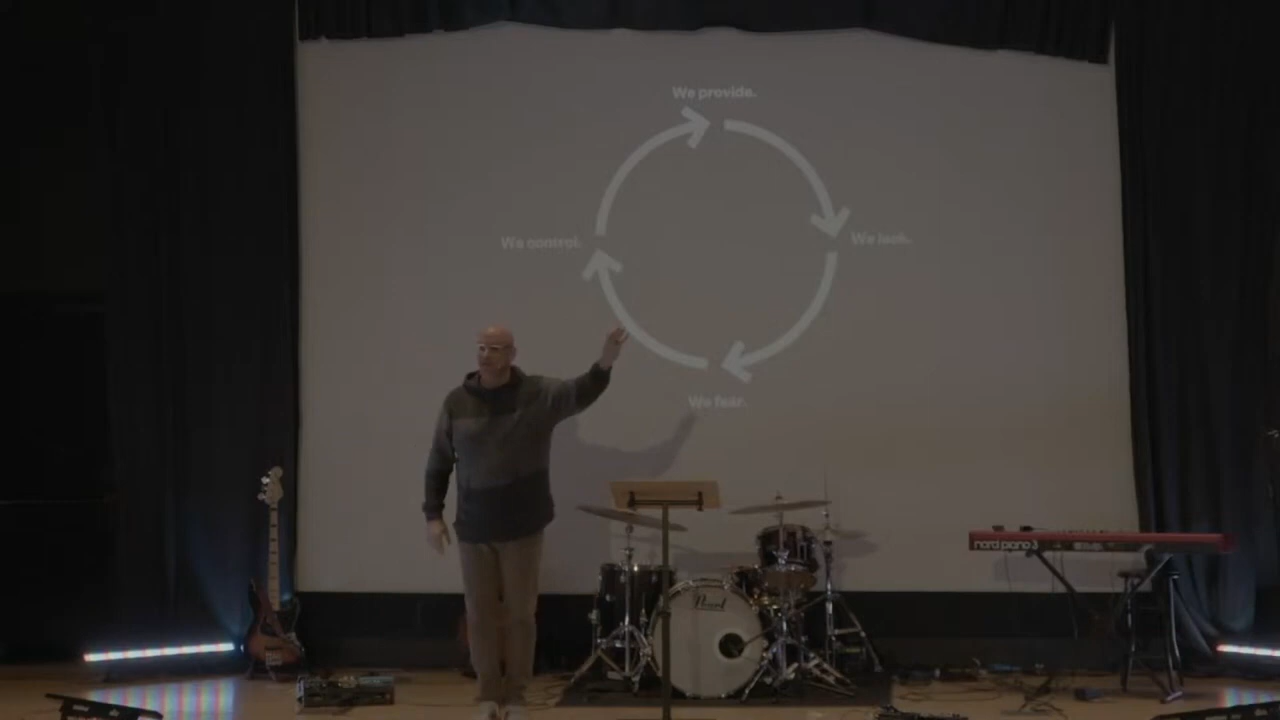 We provide.
We control.
We lack.
We fear.
nord piano 3
Pearl